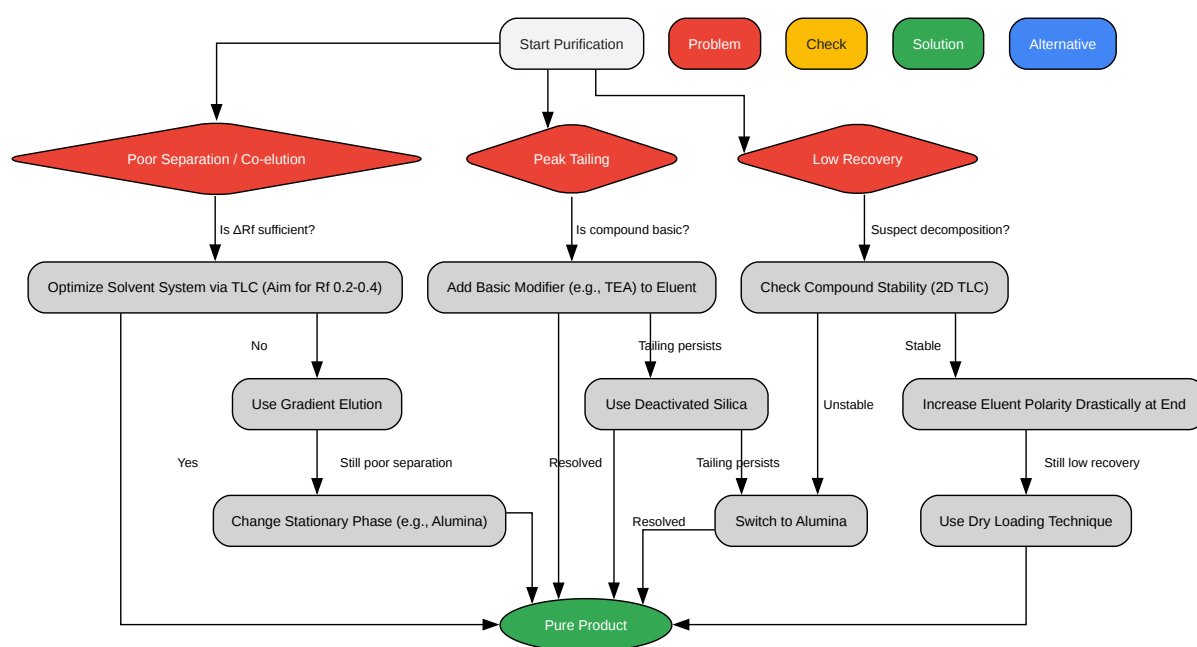 Start Purification
Problem
Check
Solution
Alternative
Poor Separation / Co-elution
Peak Tailing
Low Recovery
Is ΔRf sufficient?
Is compound basic?
Suspect decomposition?
Optimize Solvent System via TLC (Aim for Rf 0.2-0.4)
Add Basic Modifier (e.g., TEA) to Eluent
Check Compound Stability (2D TLC)
No
Tailing persists
Stable
Use Gradient Elution
Use Deactivated Silica
Unstable
Increase Eluent Polarity Drastically at End
Yes
Still poor separation
Resolved
Tailing persists
Still low recovery
Change Stationary Phase (e.g., Alumina)
Resolved
Switch to Alumina
Use Dry Loading Technique
Pure Product